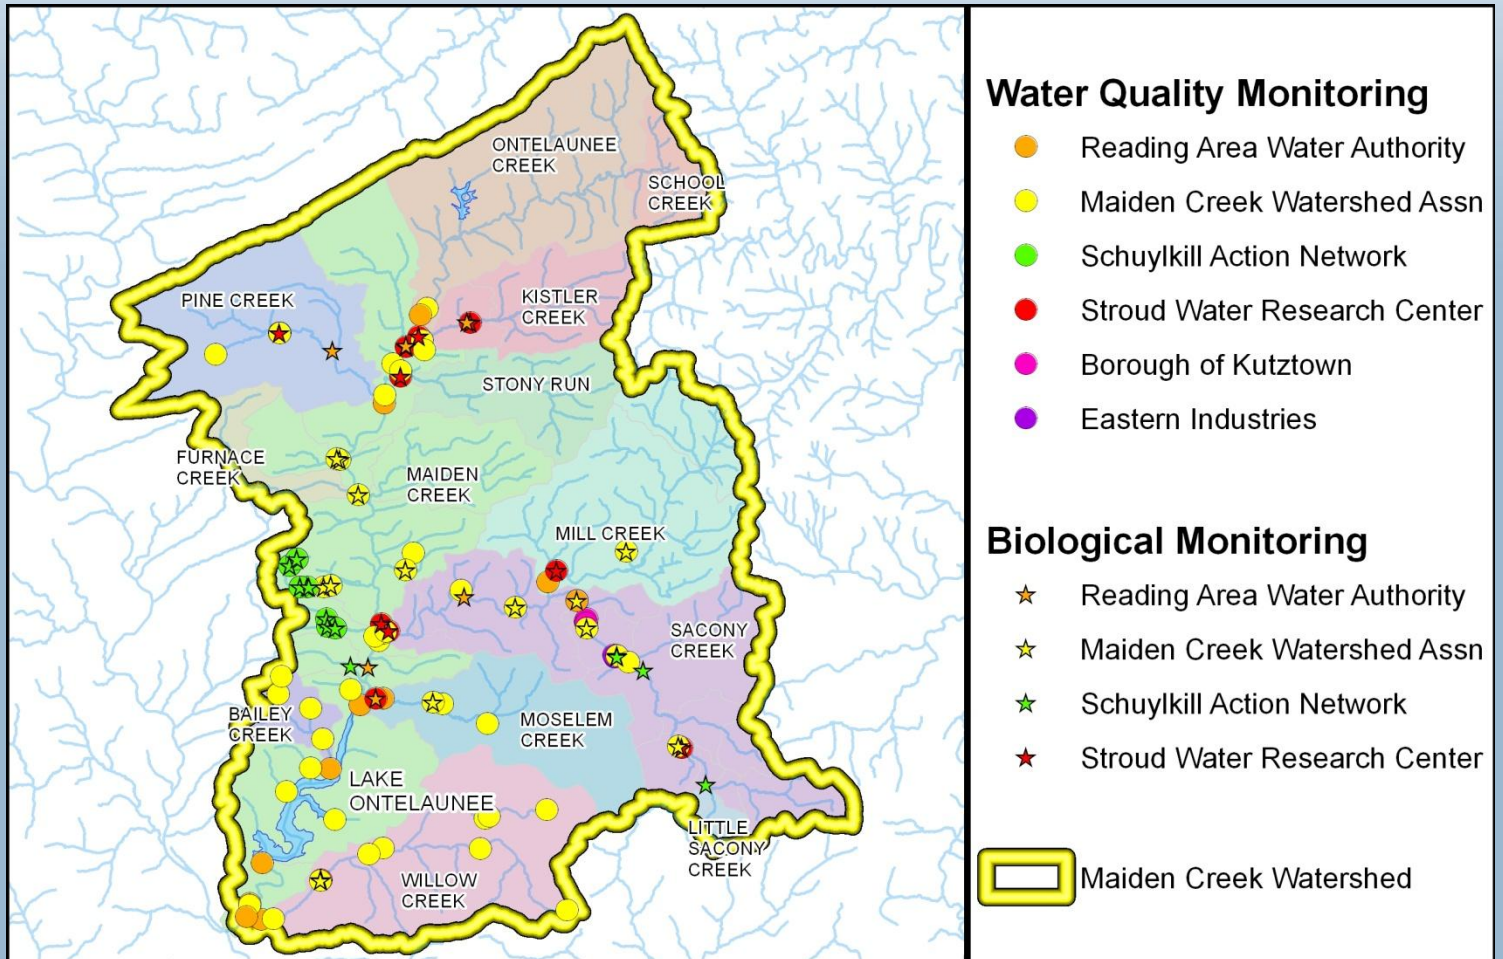 ONTELAUNEE
CREEK
SCHOOL
CREEK
PINE CREEK
KISTLER
CREEK
STONY RUN
FURNACE
CREEK
MAIDEN
CREEK
MILL CREEK
SACONY
CREEK
BAILEY
CREEK
MOSELEM
CREEK
LAKE
ONTELAUNEE
LITTLE
SACONY
CREEK
WILLOW
CREEK
Water Quality Monitoring
Reading Area Water Authority
Maiden Creek Watershed Assn
Schuylkill Action Network
Stroud Water Research Center
Borough of Kutztown
Eastern Industries
Biological Monitoring
Reading Area Water Authority
Maiden Creek Watershed Assn
Schuylkill Action Network
Stroud Water Research Center
Maiden Creek Watershed